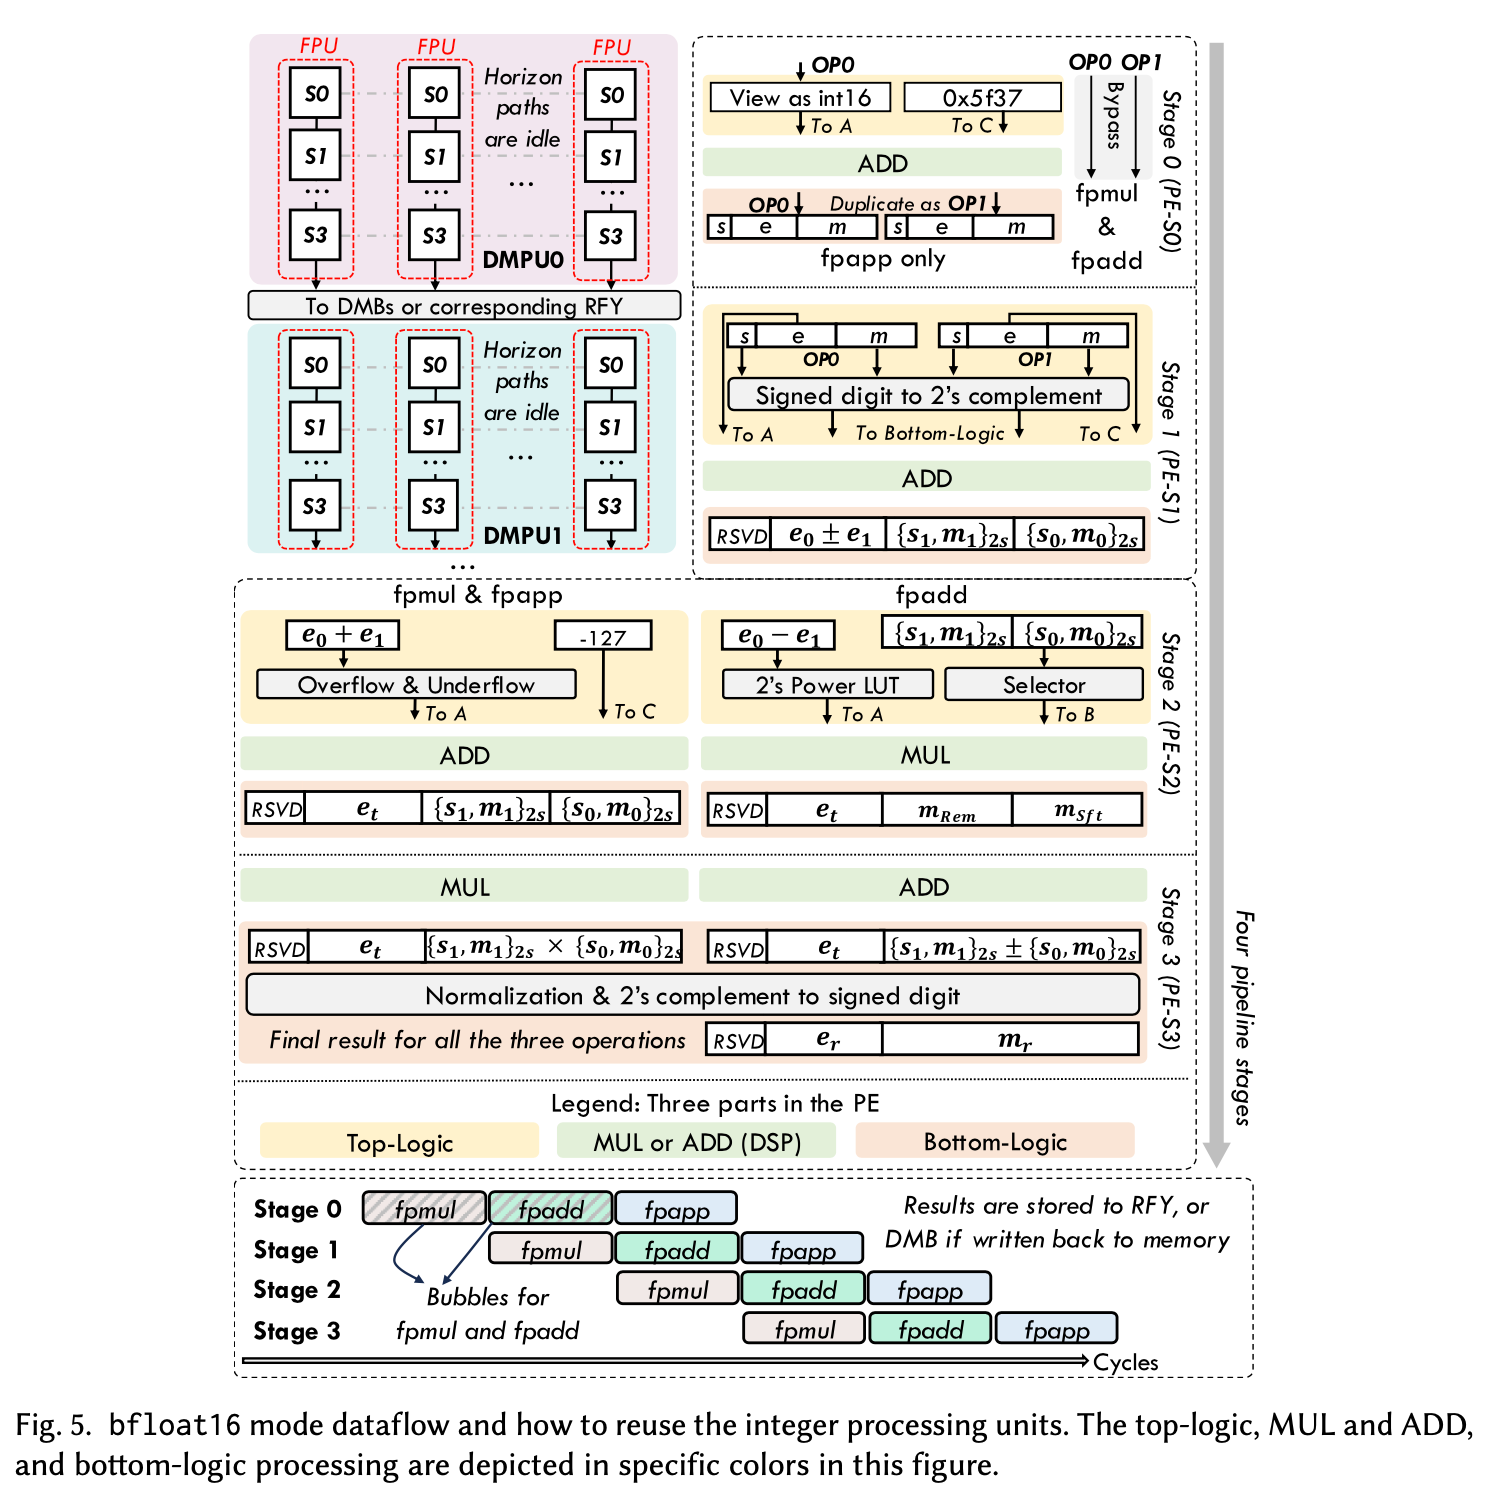 FPU FPU FPU
S0 S0 S0
Horizon
paths
are idle
S1 S1 S1
... ... ... ...
S3 S3 S3
DMPU0
To DMBs or corresponding RFY
S0 S0 S0
Horizon
paths
are idle
S1 S1 S1
... ... ... ...
S3 S3 S3
DMPU1
...
OP0
View as int16 0x5f37
To A To C
ADD
OP0 Duplicate as OP1
s e m s e m
fpapp only
OP0 OP1
Bypass
fpmul
&
fpadd
Stage 0 (PE-S0)
s e m s e m
OP0 OP1
Signed digit to 2's complement
To A To Bottom-Logic To C
ADD
RSVD e₀ ± e₁ {s₁, m₁}₂ₛ {s₀, m₀}₂ₛ
Stage 1 (PE-S1)
fpmul & fpapp
e₀ + e₁ -127
Overflow & Underflow
To A To C
ADD
RSVD eₜ {s₁, m₁}₂ₛ {s₀, m₀}₂ₛ
fpadd
e₀ − e₁ {s₁, m₁}₂ₛ {s₀, m₀}₂ₛ
2's Power LUT Selector
To A To B
MUL
RSVD eₜ m_Rem m_Sft
Stage 2 (PE-S2)
MUL ADD
RSVD eₜ {s₁, m₁}₂ₛ × {s₀, m₀}₂ₛ RSVD eₜ {s₁, m₁}₂ₛ ± {s₀, m₀}₂ₛ
Normalization & 2's complement to signed digit
Final result for all the three operations RSVD eᵣ mᵣ
Stage 3 (PE-S3)
Four pipeline stages
Legend: Three parts in the PE
Top-Logic MUL or ADD (DSP) Bottom-Logic
Stage 0 fpmul fpadd fpapp
Stage 1 fpmul fpadd fpapp
Stage 2 fpmul fpadd fpapp
Stage 3 fpmul fpadd fpapp
Bubbles for
fpmul and fpadd
Results are stored to RFY, or
DMB if written back to memory
Cycles
Fig. 5. bfloat16 mode dataflow and how to reuse the integer processing units. The top-logic, MUL and ADD,
and bottom-logic processing are depicted in specific colors in this figure.